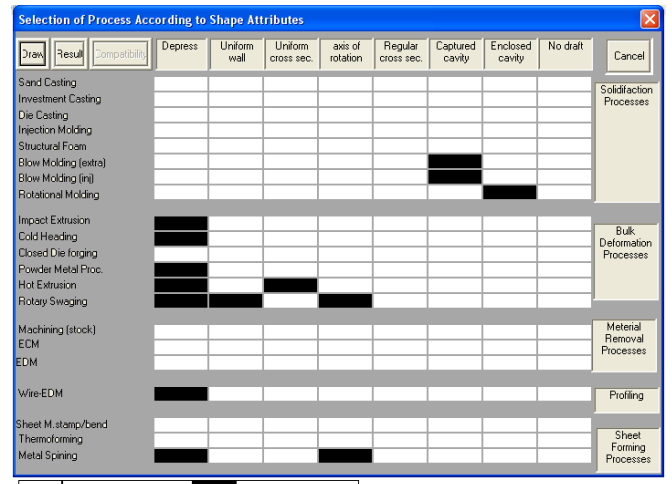 Selection of Process According to Shape Attributes
Draw Result Compatibility Depress Uniform wall Uniform cross sec. axis of rotation Regular cross sec. Captured cavity Enclosed cavity No draft Cancel
Sand Casting
Investment Casting
Die Casting
Injection Molding
Structural Foam
Blow Molding (extra)
Blow Molding (inj)
Rotational Molding
Solidifaction
Processes
Impact Extrusion
Cold Heading
Closed Die forging
Powder Metal Proc.
Hot Extrusion
Rotary Swaging
Bulk
Deformation
Processes
Machining (stock)
ECM
EDM
Meterial
Removal
Processes
Wire-EDM
Profiling
Sheet M.stamp/bend
Thermoforming
Metal Spining
Sheet
Forming
Processes